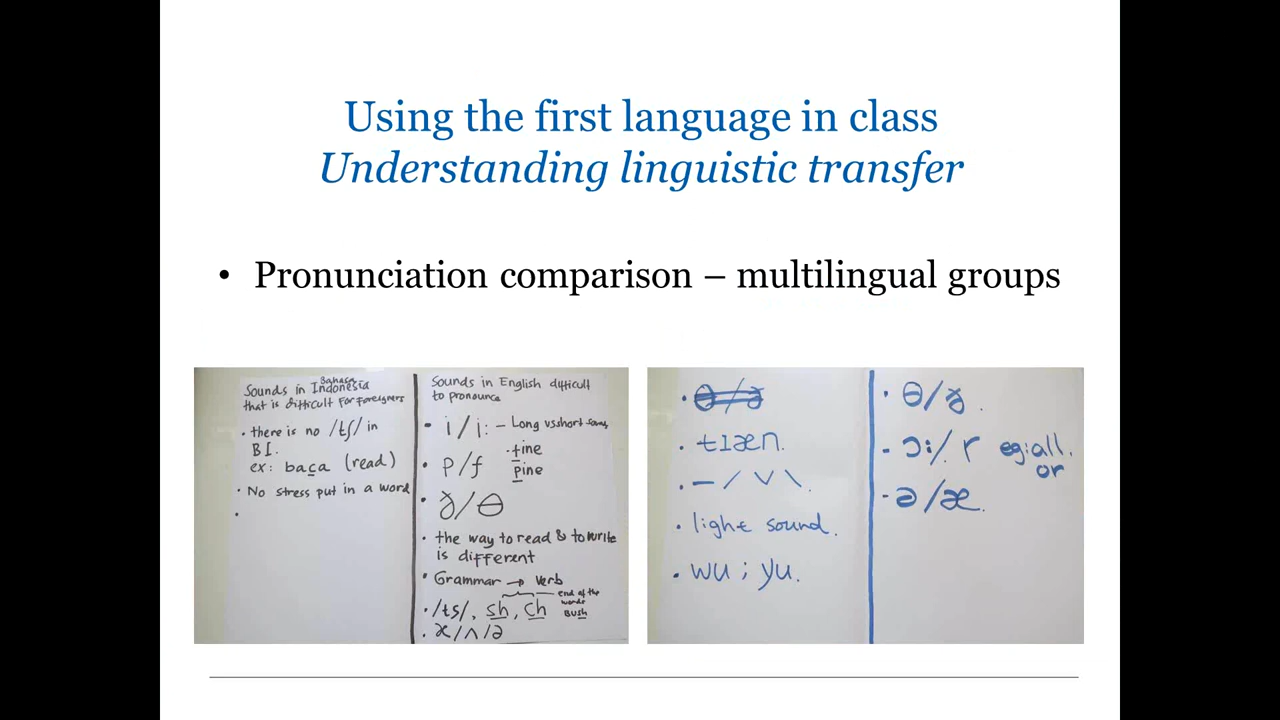 Using the first language in class
Understanding linguistic transfer
• Pronunciation comparison – multilingual groups
Bahasa
Sounds in Indonesia
that is difficult for foreigners
• there is no /tʃ/ in
BI.
ex: baca (read)
• No stress put in a word
•
Sounds in English difficult
to pronounce
• i / i: – Long vs short
• p/f
• fine
pine
• ð/θ
• the way to read & to write
is different
• Grammar → verb
• /ts/, sh, ch
end of the
words
Bush
• æ/ʌ/ə
• θ/ð
• tɪæn.
• – / ∨ \.
• light sound.
• wu ; yu.
• θ/ð.
- ɔ:/r eg: all.
or
- ə/æ.